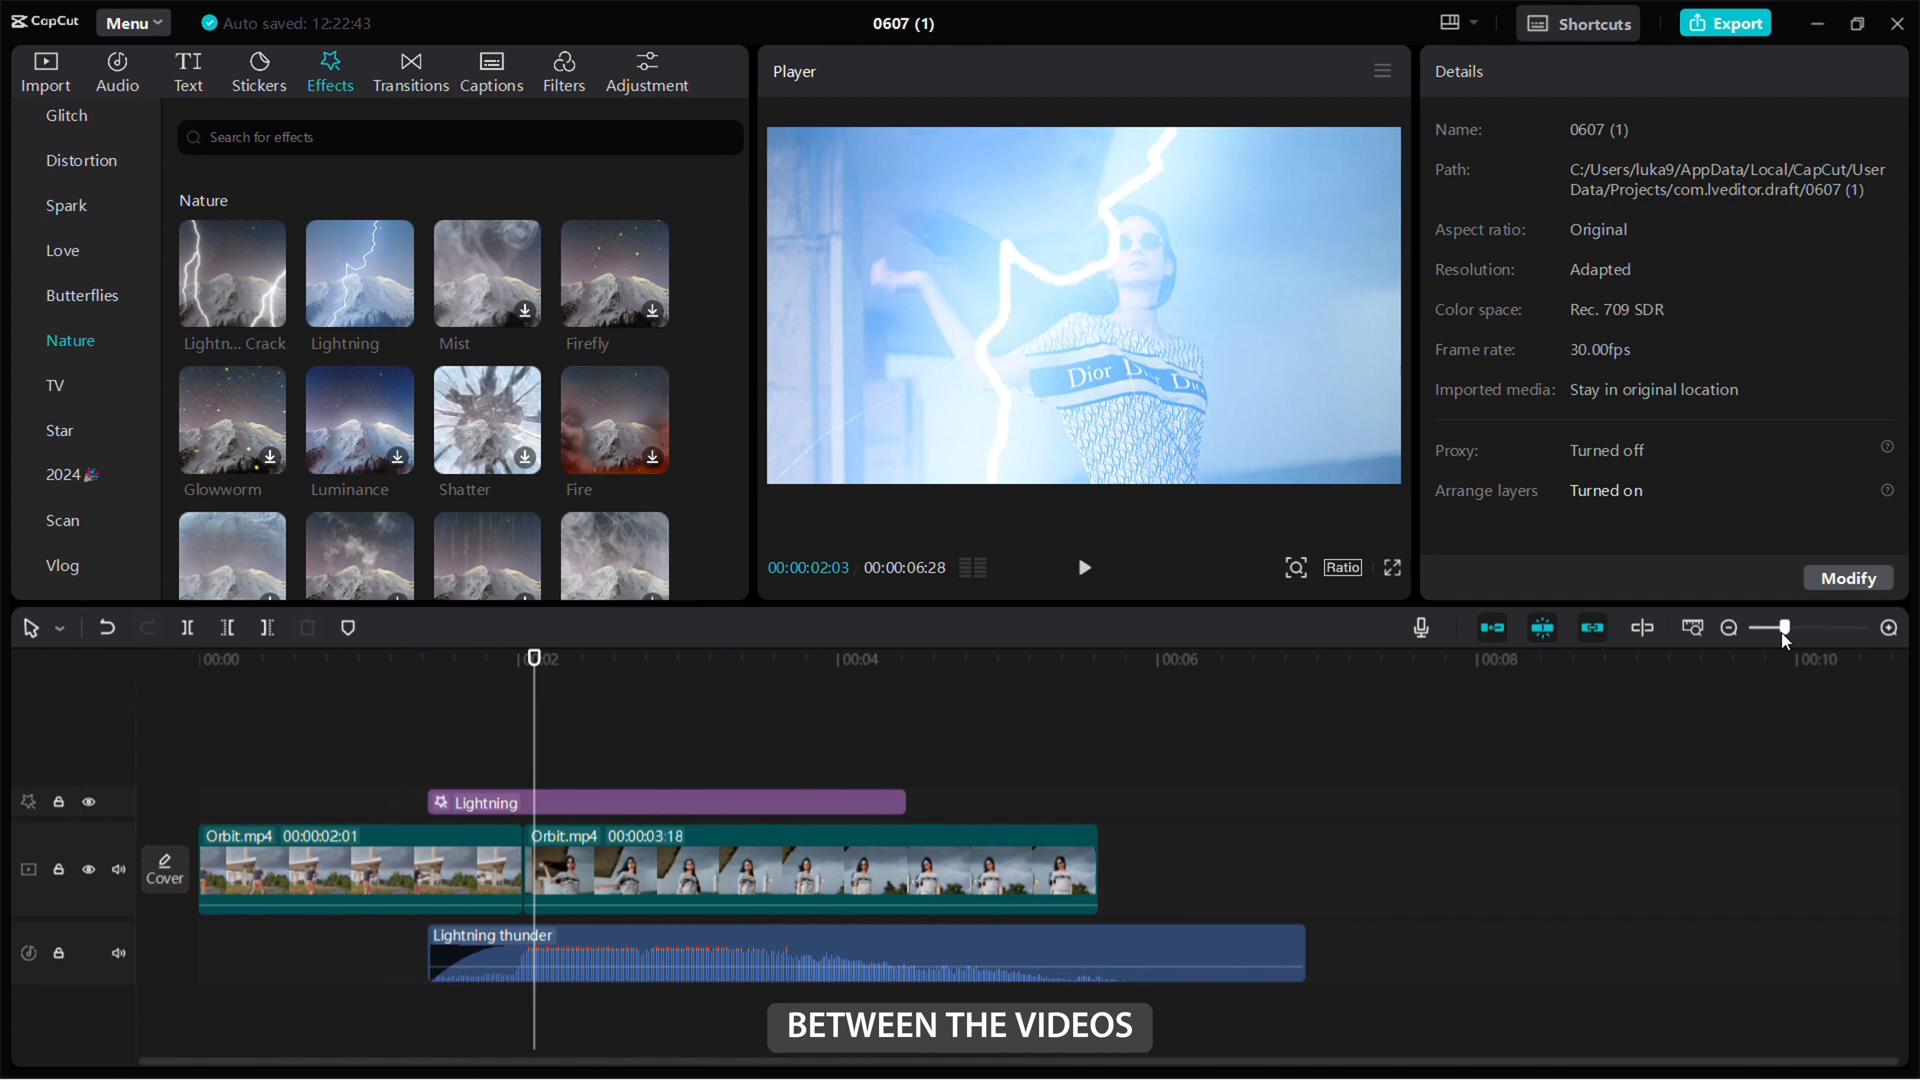 CapCut
Menu
Auto saved: 12:22:43
0607 (1)
Shortcuts
Export
Import
Audio
TI
Text
Stickers
Effects
Transitions
Captions
Filters
Adjustment
Glitch
Distortion
Spark
Love
Butterflies
Nature
TV
Star
2024 🎉
Scan
Vlog
Search for effects
Nature
Lightn... Crack
Lightning
Mist
Firefly
Glowworm
Luminance
Shatter
Fire
Player
Dior
00:00:02:03 / 00:00:06:28
Ratio
Details
Name: 0607 (1)
Path: C:/Users/luka9/AppData/Local/CapCut/User
Data/Projects/com.lveditor.draft/0607 (1)
Aspect ratio: Original
Resolution: Adapted
Color space: Rec. 709 SDR
Frame rate: 30.00fps
Imported media: Stay in original location
Proxy: Turned off
Arrange layers Turned on
Modify
00:00
00:04
00:06
00:08
00:10
Lightning
Cover
Orbit.mp4 00:00:02:01
Orbit.mp4 00:00:03:18
Lightning thunder
BETWEEN THE VIDEOS